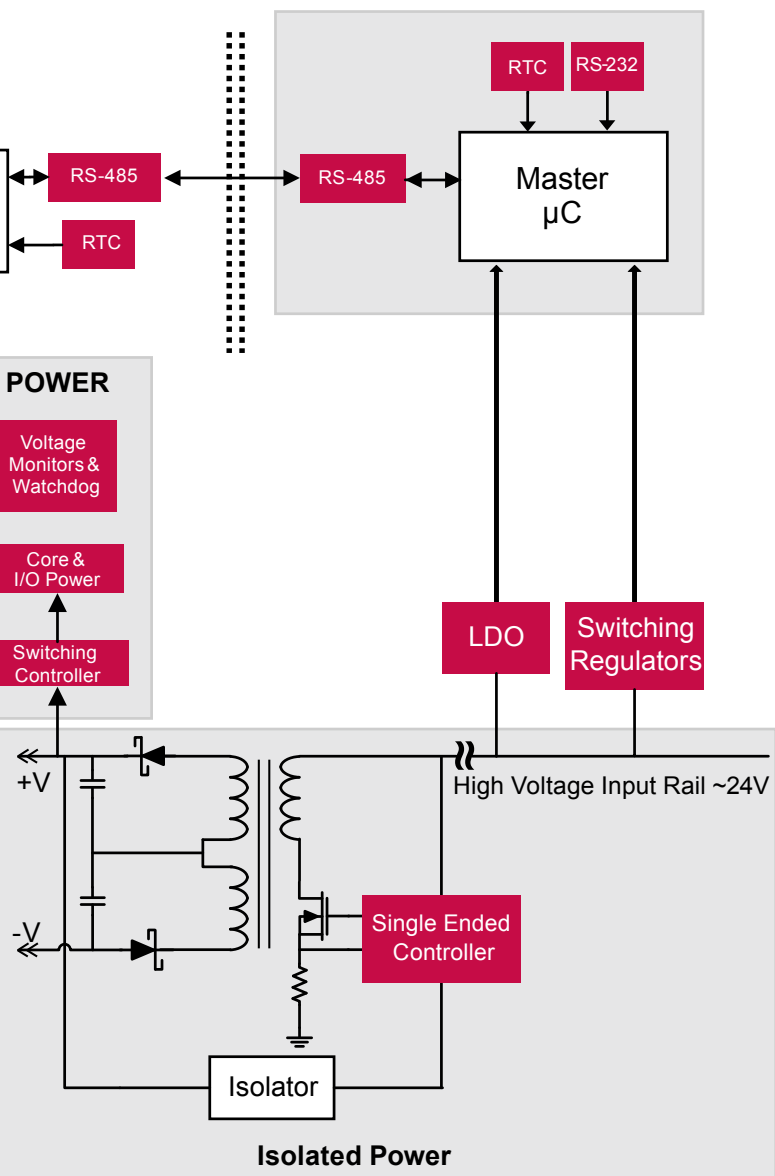 RTC
RS-232
RS-485
RS-485
Master
µC
RTC
POWER
Voltage
Monitors &
Watchdog
Core &
I/O Power
Switching
Controller
LDO
Switching
Regulators
+V
High Voltage Input Rail ~24V
-V
Single Ended
Controller
Isolator
Isolated Power